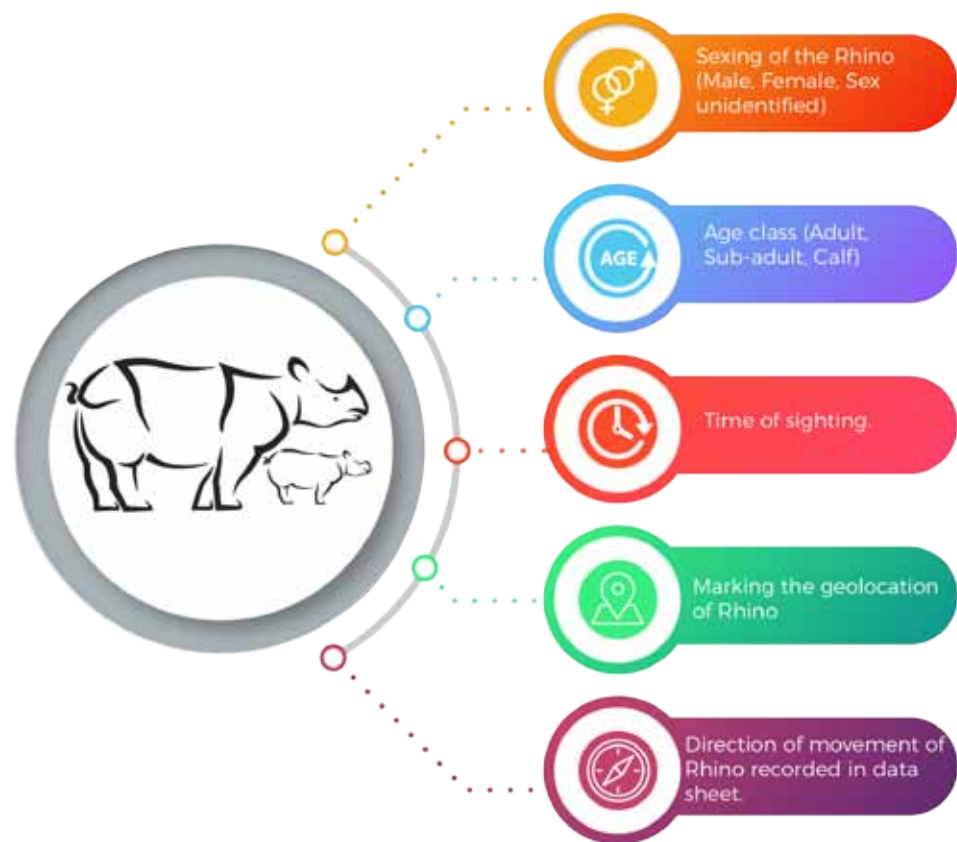 Sexing of the Rhino
(Male, Female, Sex
unidentified)
AGE
Age class (Adult,
Sub-adult, Calf)
Time of sighting.
Marking the geolocation
of Rhino
Direction of movement of
Rhino recorded in data
sheet.